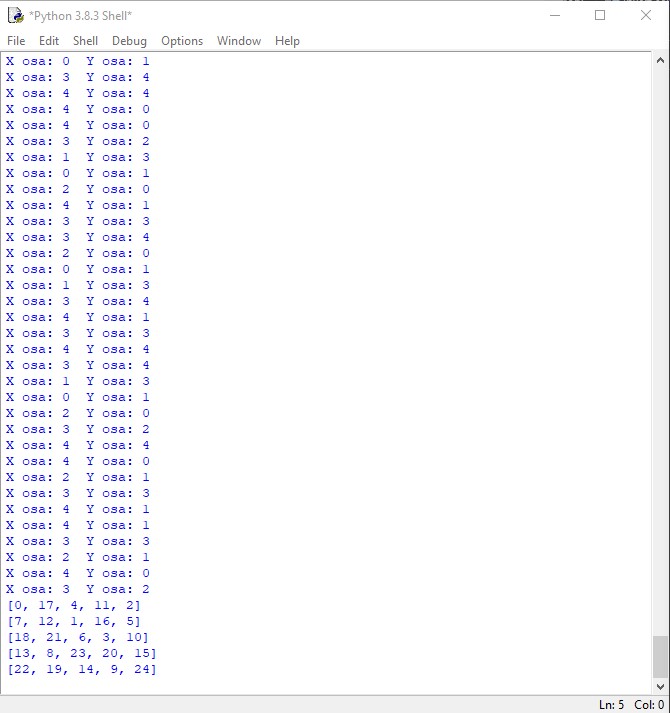 *Python 3.8.3 Shell*
File Edit Shell Debug Options Window Help
X osa: 0  Y osa: 1
X osa: 3  Y osa: 4
X osa: 4  Y osa: 4
X osa: 4  Y osa: 0
X osa: 4  Y osa: 0
X osa: 3  Y osa: 2
X osa: 1  Y osa: 3
X osa: 0  Y osa: 1
X osa: 2  Y osa: 0
X osa: 4  Y osa: 1
X osa: 3  Y osa: 3
X osa: 3  Y osa: 4
X osa: 2  Y osa: 0
X osa: 0  Y osa: 1
X osa: 1  Y osa: 3
X osa: 3  Y osa: 4
X osa: 4  Y osa: 1
X osa: 3  Y osa: 3
X osa: 4  Y osa: 4
X osa: 3  Y osa: 4
X osa: 1  Y osa: 3
X osa: 0  Y osa: 1
X osa: 2  Y osa: 0
X osa: 3  Y osa: 2
X osa: 4  Y osa: 4
X osa: 4  Y osa: 0
X osa: 2  Y osa: 1
X osa: 3  Y osa: 3
X osa: 4  Y osa: 1
X osa: 4  Y osa: 1
X osa: 3  Y osa: 3
X osa: 2  Y osa: 1
X osa: 4  Y osa: 0
X osa: 3  Y osa: 2
[0, 17, 4, 11, 2]
[7, 12, 1, 16, 5]
[18, 21, 6, 3, 10]
[13, 8, 23, 20, 15]
[22, 19, 14, 9, 24]
Ln: 5 Col: 0